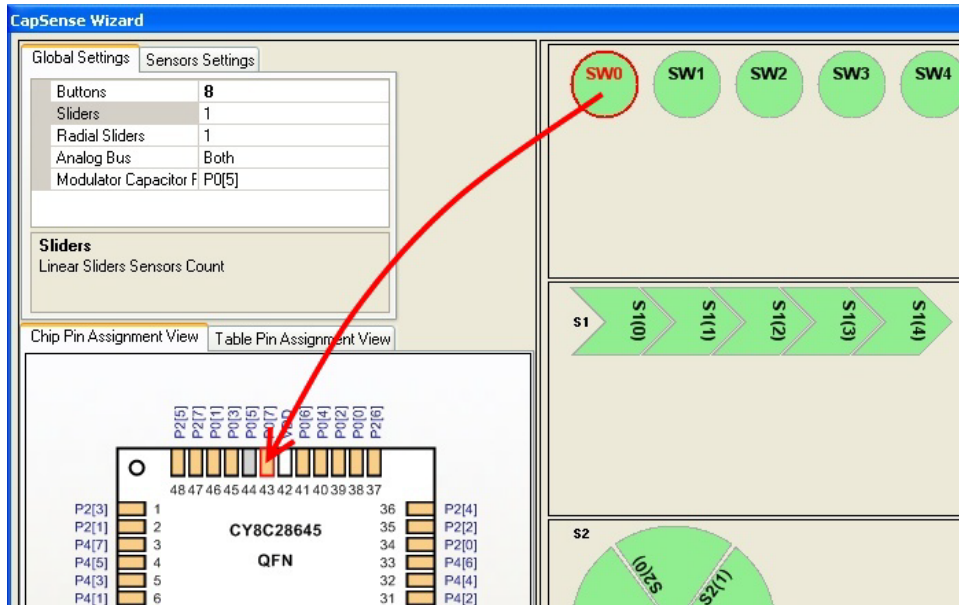 CapSense Wizard
Global Settings Sensors Settings
Buttons 8
Sliders 1
Radial Sliders 1
Analog Bus Both
Modulator Capacitor F P0[5]
Sliders
Linear Sliders Sensors Count
Chip Pin Assignment View Table Pin Assignment View
P2[5] P2[7] P0[1] P0[3] P0[5] P0[7] VDD P0[6] P0[4] P0[2] P0[0] P2[6]
48 47 46 45 44 43 42 41 40 39 38 37
P2[3] 1 36 P2[4]
P2[1] 2 35 P2[2]
P4[7] 3 34 P2[0]
P4[5] 4 33 P4[6]
P4[3] 5 32 P4[4]
P4[1] 6 31 P4[2]
CY8C28645
QFN
SW0 SW1 SW2 SW3 SW4
S1 S1(0) S1(1) S1(2) S1(3) S1(4)
S2
S2(0) S2(1)